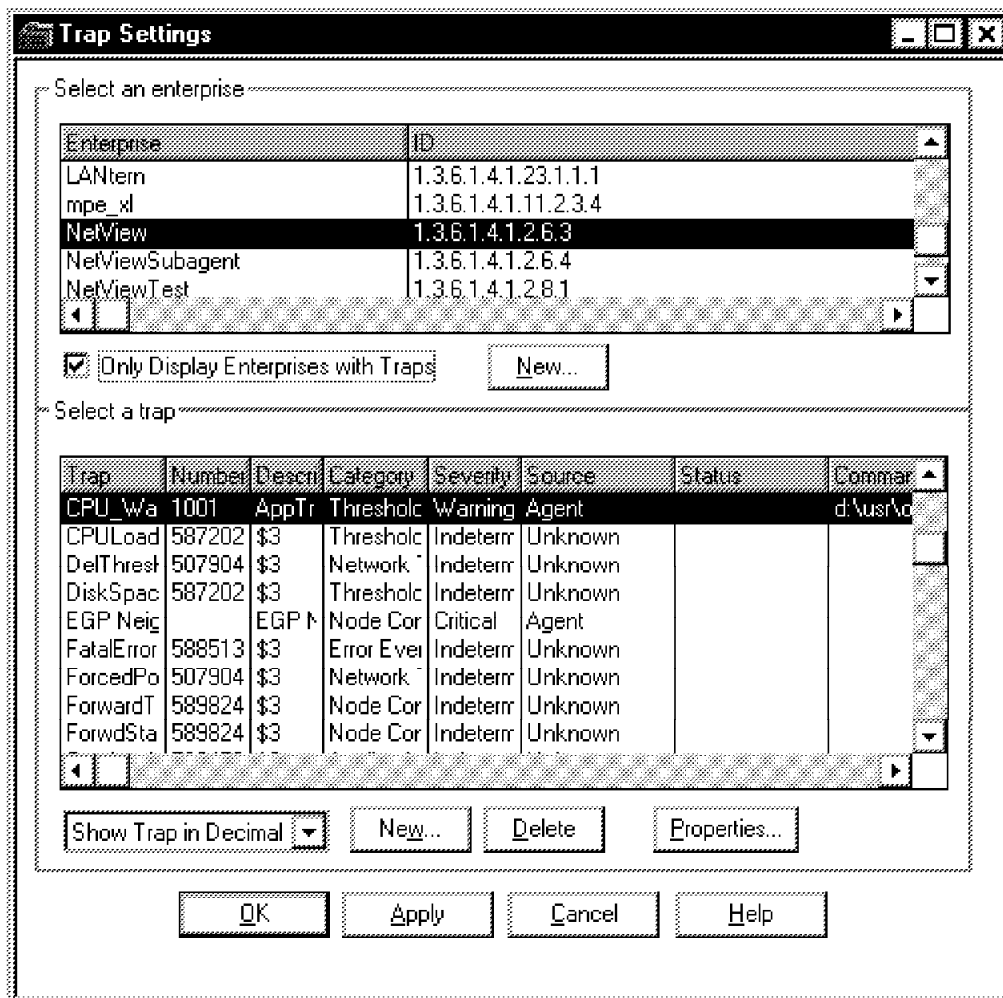 Trap Settings
Select an enterprise
Enterprise ID
LANtern 1.3.6.1.4.1.23.1.1.1
mpe_xl 1.3.6.1.4.1.11.2.3.4
NetView 1.3.6.1.4.1.2.6.3
NetViewSubagent 1.3.6.1.4.1.2.6.4
NetViewTest 1.3.6.1.4.1.2.8.1
Only Display Enterprises with Traps New...
Select a trap
Trap Number Descri Category Severity Source Status Commar
CPU_Wa 1001 AppTr Threshold Warning Agent d:\usr\o
CPULoad 587202 $3 Threshold Indeterm Unknown
DelThresh 507904 $3 Network Indeterm Unknown
DiskSpac 587202 $3 Threshold Indeterm Unknown
EGP Neig EGP N Node Cor Critical Agent
FatalError 588513 $3 Error Ever Indeterm Unknown
ForcedPo 507904 $3 Network Indeterm Unknown
ForwardT 589824 $3 Node Cor Indeterm Unknown
ForwdSta 589824 $3 Node Cor Indeterm Unknown
Show Trap in Decimal New... Delete Properties...
OK Apply Cancel Help